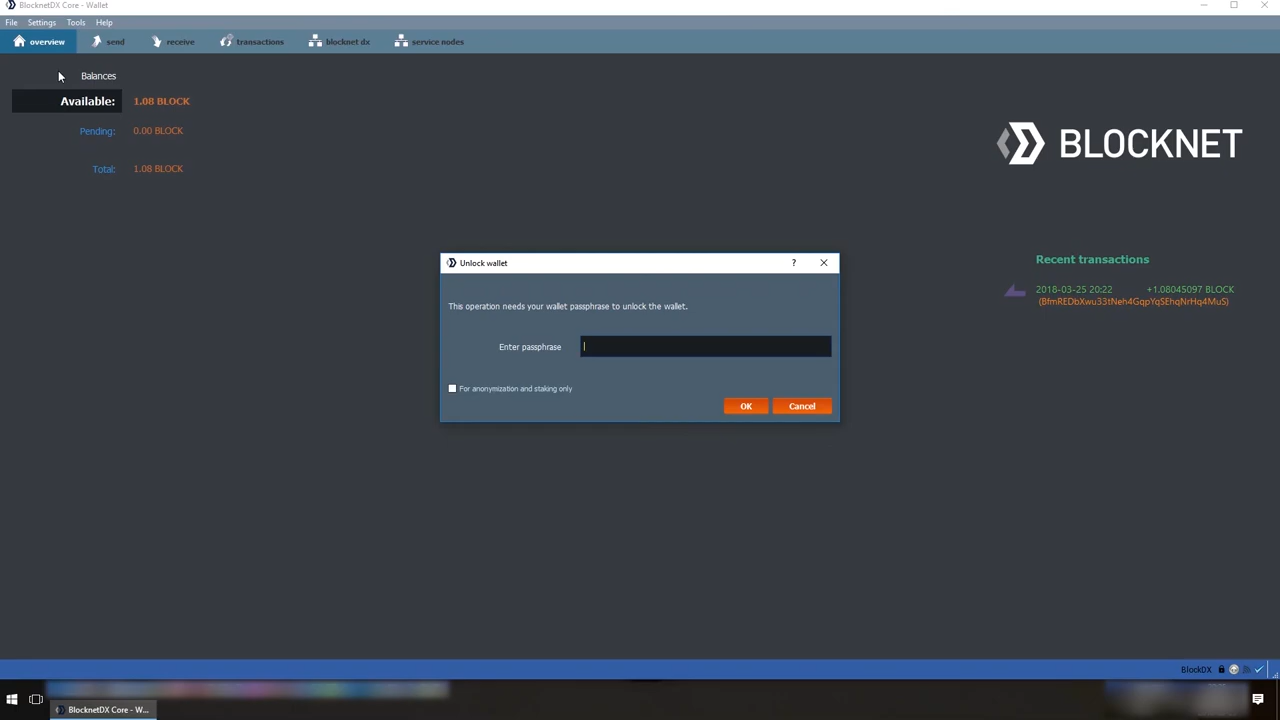 BlocknetDX Core - Wallet
File Settings Tools Help
overview send receive transactions blocknet dx service nodes
Balances
Available: 1.08 BLOCK
Pending: 0.00 BLOCK
Total: 1.08 BLOCK
BLOCKNET
Unlock wallet
This operation needs your wallet passphrase to unlock the wallet.
Enter passphrase
For anonymization and staking only
OK Cancel
Recent transactions
2018-03-25 20:22 +1.08045097 BLOCK
(BfmREDbXwu33tNeh4GqpYqSEhqNrHq4MuS)
BlockDX
BlocknetDX Core - W...